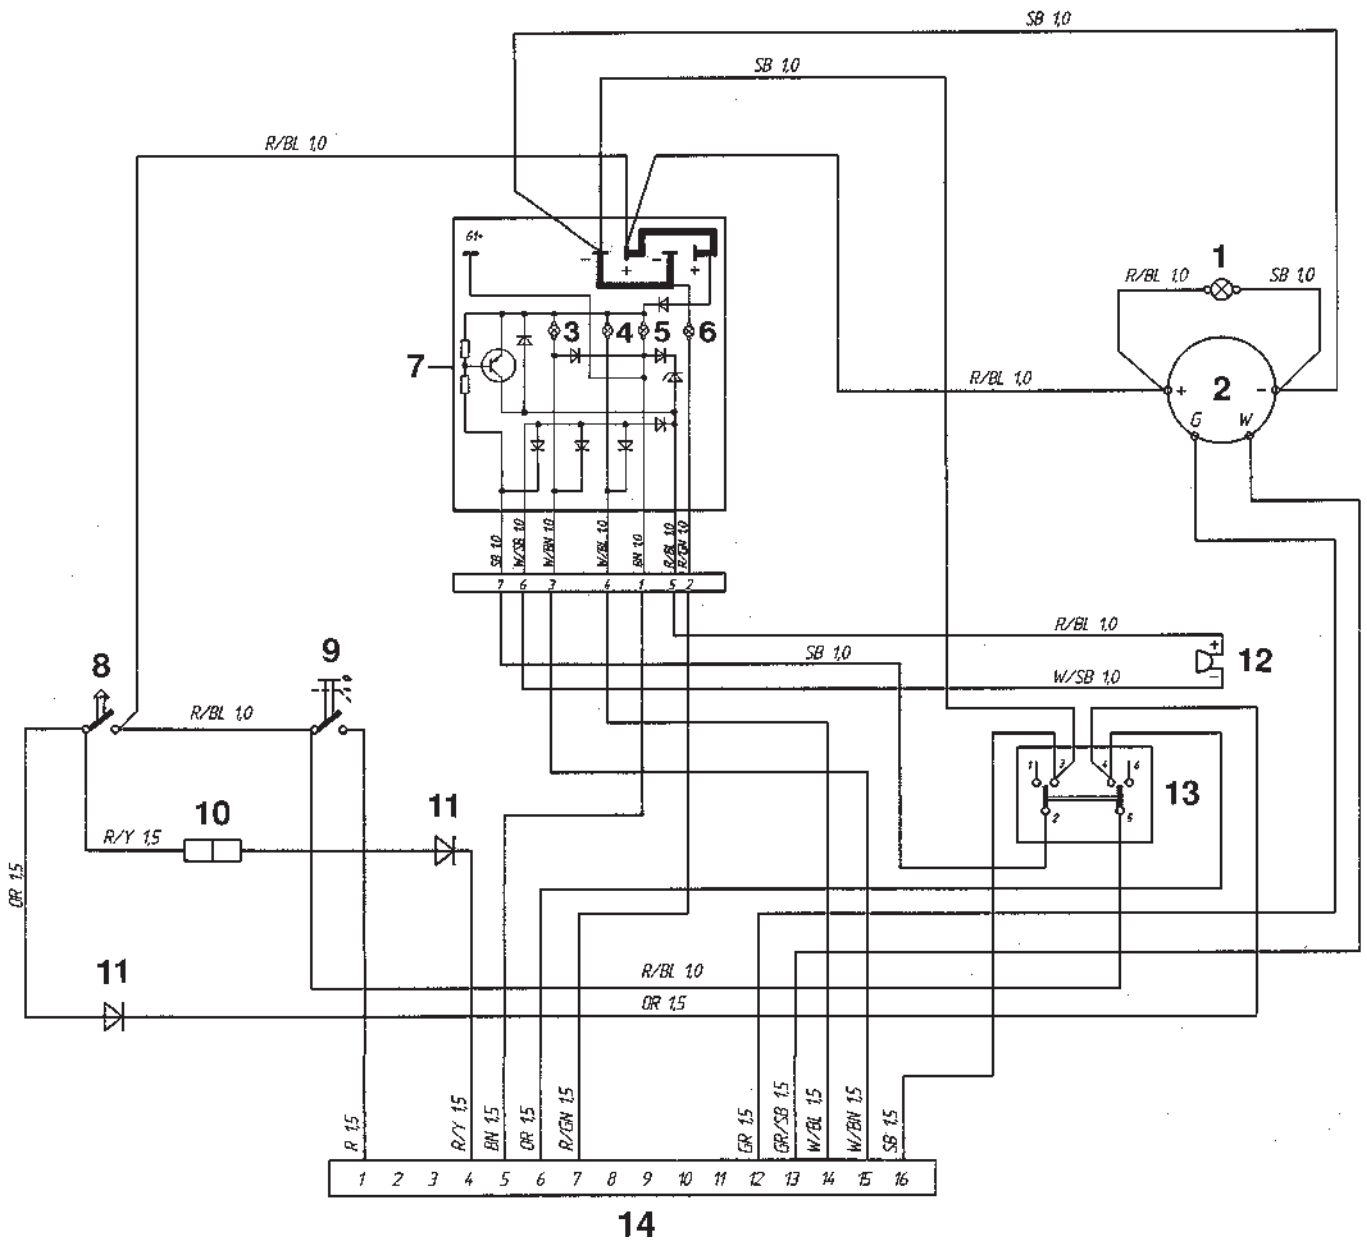 SB 1,0
SB 1,0
R/BL 1,0
61+
− + − +
1
R/BL 1,0
SB 1,0
3
4
5
6
7
R/BL 1,0
+ 2 −
G W
SB 1,0
W/SB 1,0
W/BN 1,0
W/BL 1,0
BN 1,0
R/BL 1,0
R/GN 1,0
7 6 3 4 1 5 2
R/BL 1,0
SB 1,0
+
12
−
W/SB 1,0
8
9
R/BL 1,0
1 3 4 6
13
2 5
10
11
R/Y 1,5
OR 1,5
11
R/BL 1,0
OR 1,5
R 1,5
R/Y 1,5
BN 1,5
OR 1,5
R/GN 1,5
GR 1,5
GR/SB 1,5
W/BL 1,5
W/BN 1,5
SB 1,5
1 2 3 4 5 6 7 8 9 10 11 12 13 14 15 16
14